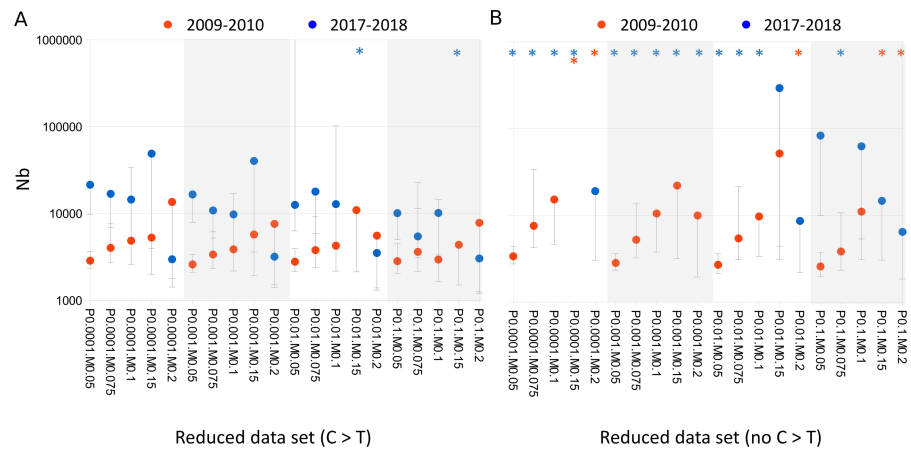 A
2009-2010 2017-2018
B
2009-2010 2017-2018
1000000
100000
10000
1000
Nb
* *
* * * * * * * * * * * * * * * * * *
P0.0001.M0.05
P0.0001.M0.075
P0.0001.M0.1
P0.0001.M0.15
P0.0001.M0.2
P0.001.M0.05
P0.001.M0.075
P0.001.M0.1
P0.001.M0.15
P0.001.M0.2
P0.01.M0.05
P0.01.M0.075
P0.01.M0.1
P0.01.M0.15
P0.01.M0.2
P0.1.M0.05
P0.1.M0.075
P0.1.M0.1
P0.1.M0.15
P0.1.M0.2
P0.0001.M0.05
P0.0001.M0.075
P0.0001.M0.1
P0.0001.M0.15
P0.0001.M0.2
P0.001.M0.05
P0.001.M0.075
P0.001.M0.1
P0.001.M0.15
P0.001.M0.2
P0.01.M0.05
P0.01.M0.075
P0.01.M0.1
P0.01.M0.15
P0.01.M0.2
P0.1.M0.05
P0.1.M0.075
P0.1.M0.1
P0.1.M0.15
P0.1.M0.2
Reduced data set (C > T)
Reduced data set (no C > T)